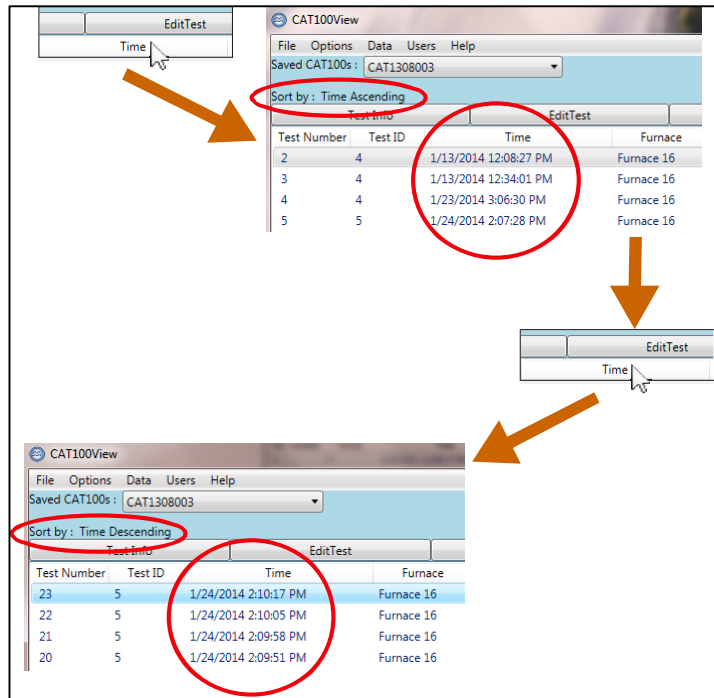 EditTest
Time
CAT100View
File Options Data Users Help
Saved CAT100s : CAT1308003
Sort by : Time Ascending
Test Info EditTest
Test Number Test ID Time Furnace
2 4 1/13/2014 12:08:27 PM Furnace 16
3 4 1/13/2014 12:34:01 PM Furnace 16
4 4 1/23/2014 3:06:30 PM Furnace 16
5 5 1/24/2014 2:07:28 PM Furnace 16
EditTest
Time
CAT100View
File Options Data Users Help
Saved CAT100s : CAT1308003
Sort by : Time Descending
Test Info EditTest
Test Number Test ID Time Furnace
23 5 1/24/2014 2:10:17 PM Furnace 16
22 5 1/24/2014 2:10:05 PM Furnace 16
21 5 1/24/2014 2:09:58 PM Furnace 16
20 5 1/24/2014 2:09:51 PM Furnace 16